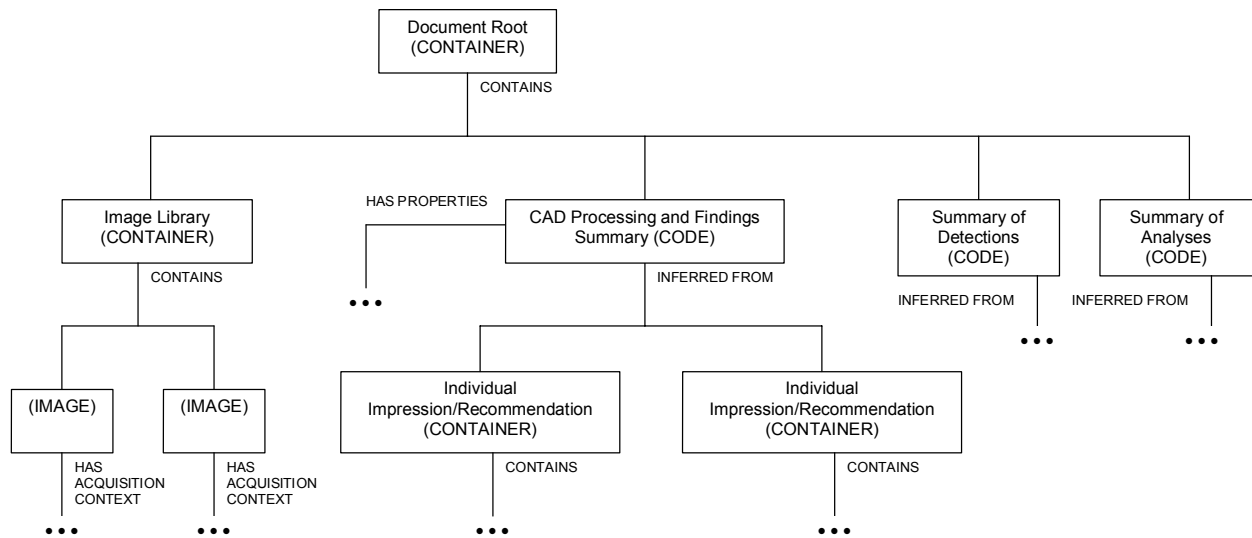 Document Root
(CONTAINER)
CONTAINS
HAS PROPERTIES
Image Library
(CONTAINER)
CAD Processing and Findings
Summary (CODE)
Summary of
Detections
(CODE)
Summary of
Analyses
(CODE)
CONTAINS
INFERRED FROM
INFERRED FROM
INFERRED FROM
•••
•••
•••
(IMAGE)
(IMAGE)
Individual
Impression/Recommendation
(CONTAINER)
Individual
Impression/Recommendation
(CONTAINER)
HAS
ACQUISITION
CONTEXT
HAS
ACQUISITION
CONTEXT
CONTAINS
CONTAINS
•••
•••
•••
•••